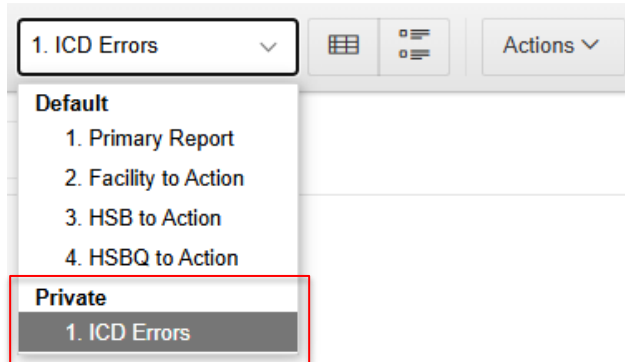 1. ICD Errors
Actions
Default
1. Primary Report
2. Facility to Action
3. HSB to Action
4. HSBQ to Action
Private
1. ICD Errors